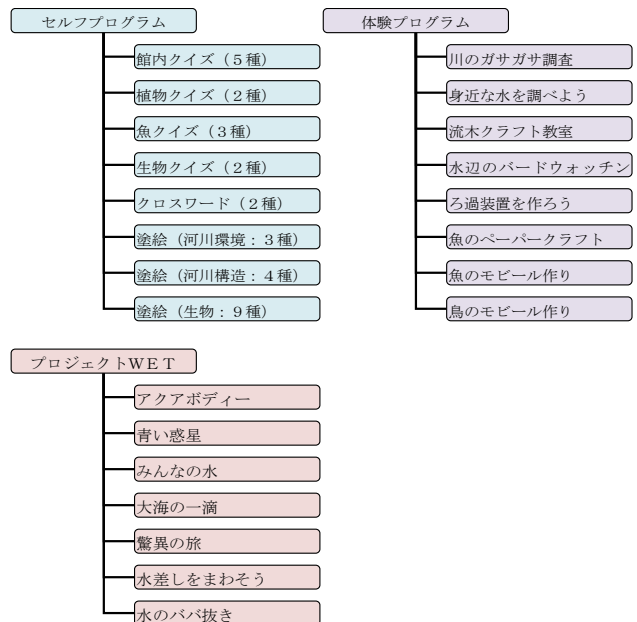 セルフプログラム
館内クイズ（５種）
植物クイズ（２種）
魚クイズ（３種）
生物クイズ（２種）
クロスワード（２種）
塗絵（河川環境：３種）
塗絵（河川構造：４種）
塗絵（生物：９種）
体験プログラム
川のガサガサ調査
身近な水を調べよう
流木クラフト教室
水辺のバードウォッチン
ろ過装置を作ろう
魚のペーパークラフト
魚のモビール作り
鳥のモビール作り
プロジェクトWET
アクアボディー
青い惑星
みんなの水
大海の一滴
驚異の旅
水差しをまわそう
水のババ抜き